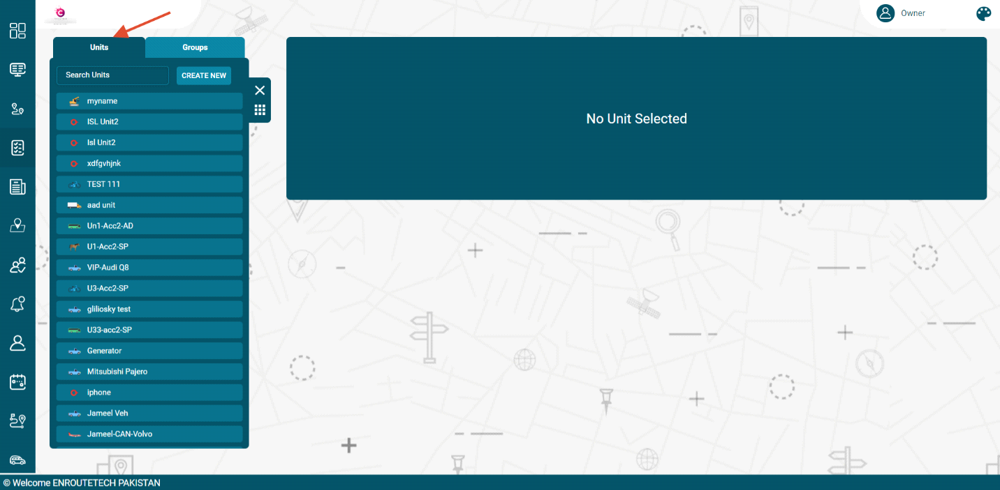 Owner
Units
Groups
Search Units
CREATE NEW
myname
ISL Unit2
Isl Unit2
xdfgvhjnk
TEST 111
aad unit
Un1-Acc2-AD
U1-Acc2-SP
VIP-Audi Q8
U3-Acc2-SP
gliliosky test
U33-acc2-SP
Generator
Mitsubishi Pajero
iphone
Jameel Veh
Jameel-CAN-Volvo
No Unit Selected
© Welcome ENROUTETECH PAKISTAN